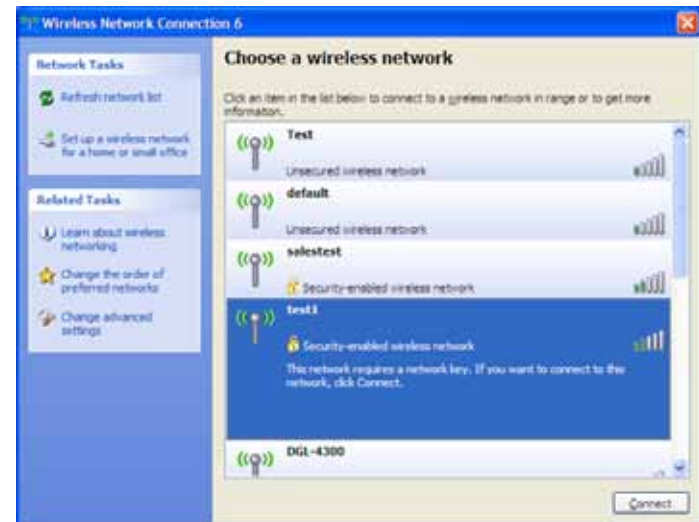 Wireless Network Connection 6
Network Tasks
Refresh network list
Set up a wireless network
for a home or small office
Related Tasks
Learn about wireless
networking
Change the order of
preferred networks
Change advanced
settings
Choose a wireless network
Click an item in the list below to connect to a wireless network in range or to get more
information.
Test
Unsecured wireless network
default
Unsecured wireless network
salestest
Security-enabled wireless network
test1
Security-enabled wireless network
This network requires a network key. If you want to connect to this
network, click Connect.
DGL-4300
Connect